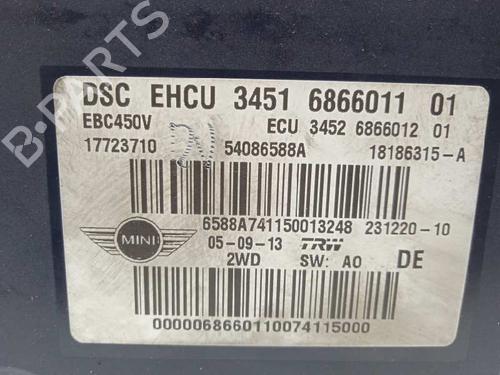 B-PARTS
DSC EHCU 3451 6866011 01
EBC450V ECU 3452 6866012 01
17723710 54086588A 18186315-A
6588A741150013248 231220-10
MINI 05-09-13 TRW
2WD SW: A0 DE
0000068660110074115000